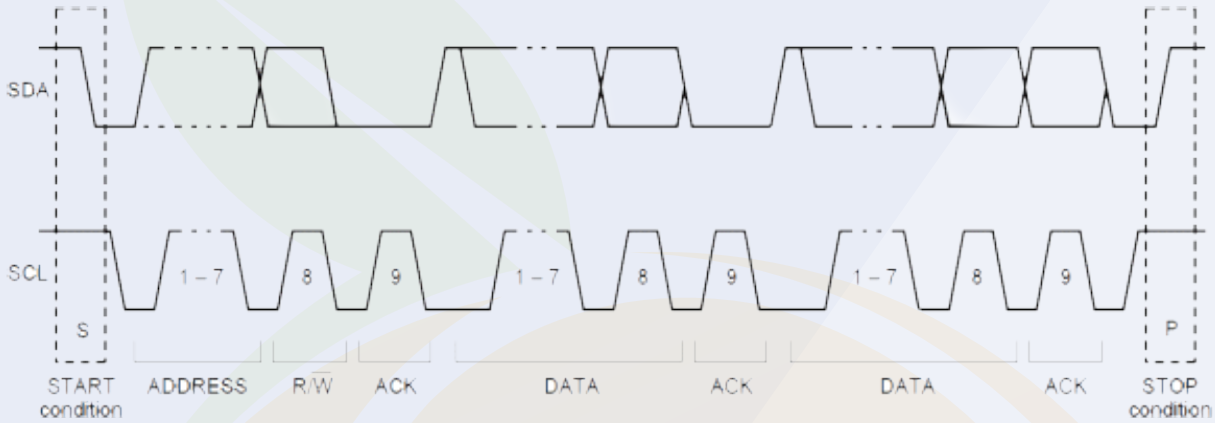 SDA
SCL
1 – 7
8
9
1 – 7
8
9
1 – 7
8
9
S
P
START
condition
ADDRESS
R/W̅
ACK
DATA
ACK
DATA
ACK
STOP
condition